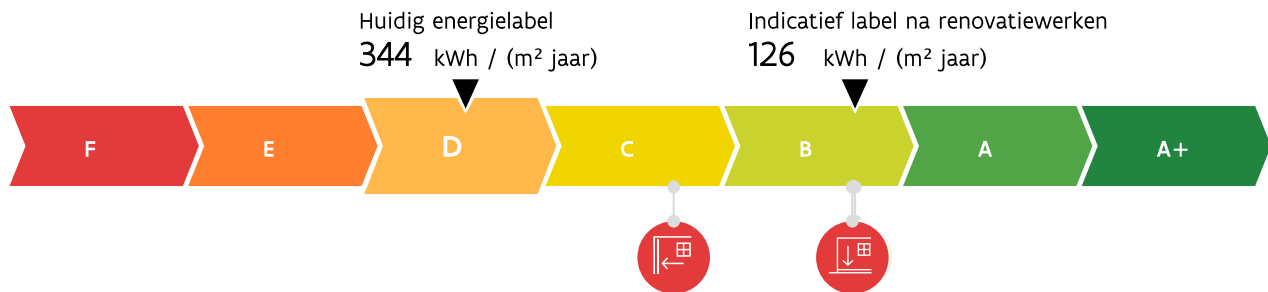 Huidig energielabel
344 kWh / (m² jaar)
Indicatief label na renovatiewerken
126 kWh / (m² jaar)
F
E
D
C
B
A
A+